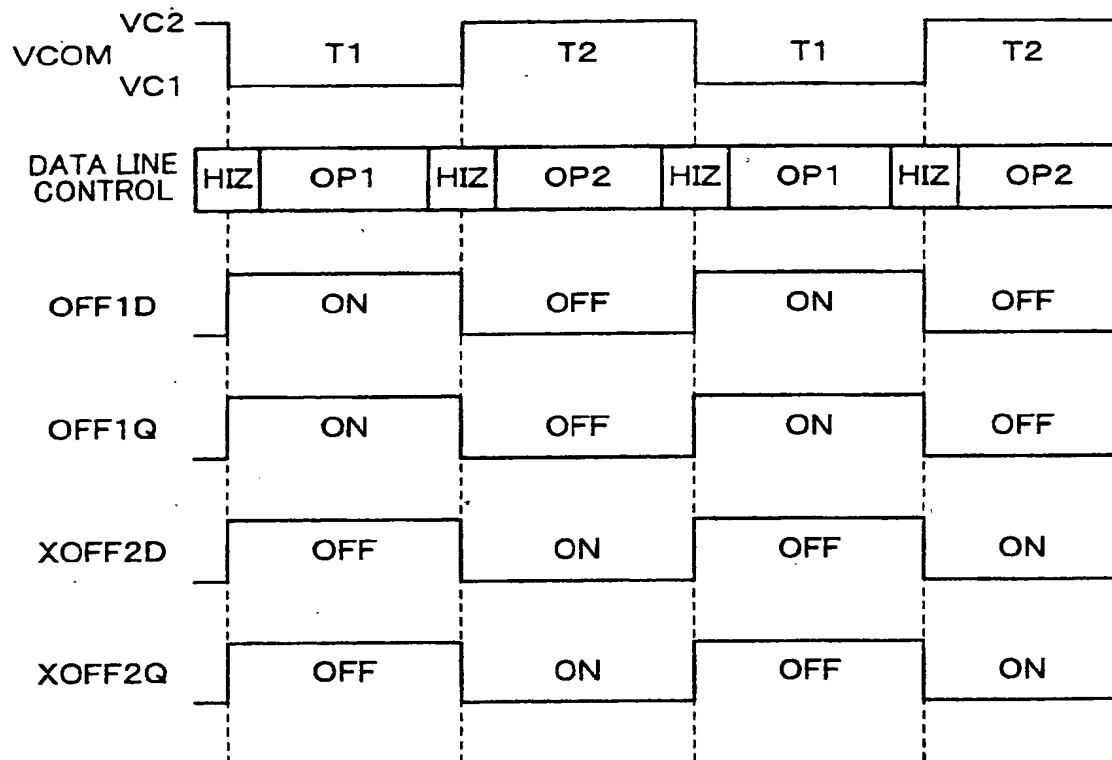 VC2
VCOM T1 T2 T1 T2
VC1
DATA LINE CONTROL HIZ OP1 HIZ OP2 HIZ OP1 HIZ OP2
OFF1D ON OFF ON OFF
OFF1Q ON OFF ON OFF
XOFF2D OFF ON OFF ON
XOFF2Q OFF ON OFF ON